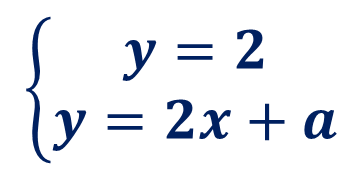 y = 2
y = 2x + a